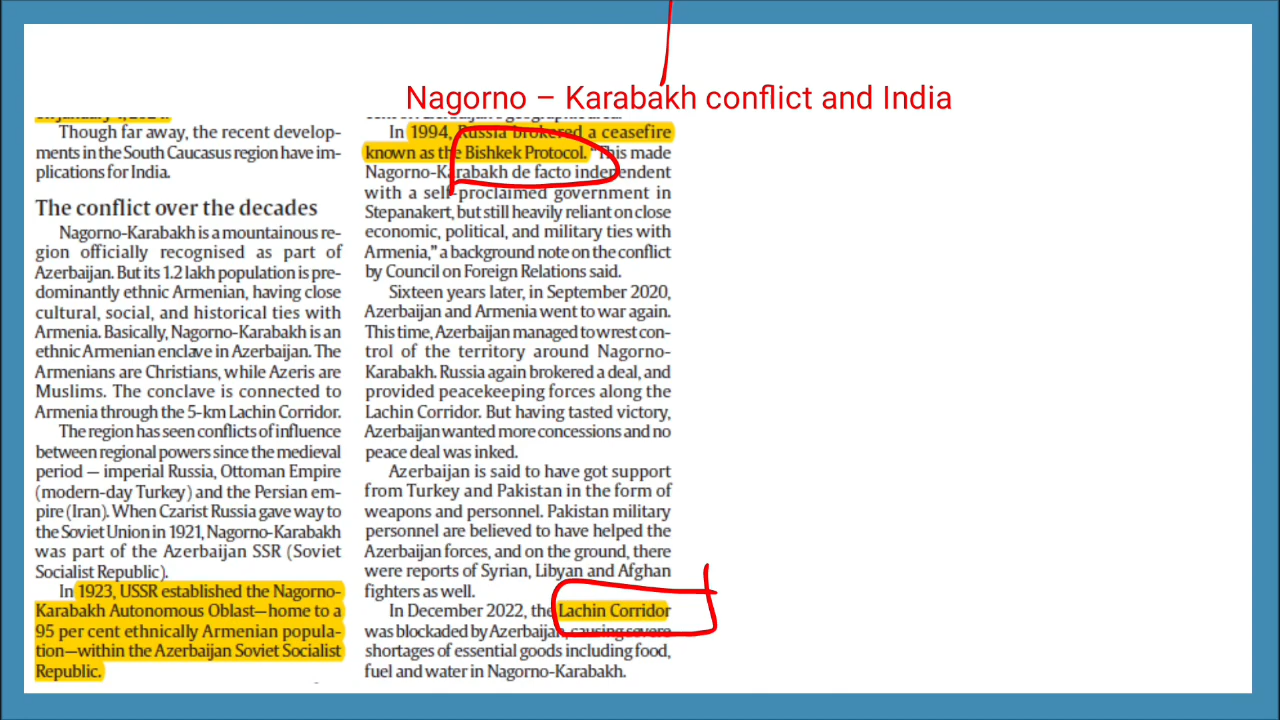 Nagorno – Karabakh conflict and India
Though far away, the recent develop-
ments in the South Caucasus region have im-
plications for India.
The conflict over the decades
Nagorno-Karabakh is a mountainous re-
gion officially recognised as part of
Azerbaijan. But its 1.2 lakh population is pre-
dominantly ethnic Armenian, having close
cultural, social, and historical ties with
Armenia. Basically, Nagorno-Karabakh is an
ethnic Armenian enclave in Azerbaijan. The
Armenians are Christians, while Azeris are
Muslims. The conclave is connected to
Armenia through the 5-km Lachin Corridor.
The region has seen conflicts of influence
between regional powers since the medieval
period — imperial Russia, Ottoman Empire
(modern-day Turkey) and the Persian em-
pire (Iran). When Czarist Russia gave way to
the Soviet Union in 1921, Nagorno-Karabakh
was part of the Azerbaijan SSR (Soviet
Socialist Republic).
In 1923, USSR established the Nagorno-
Karabakh Autonomous Oblast—home to a
95 per cent ethnically Armenian popula-
tion—within the Azerbaijan Soviet Socialist
Republic.
In 1994, Russia brokered a ceasefire
known as the Bishkek Protocol. "This made
Nagorno-Karabakh de facto independent
with a self-proclaimed government in
Stepanakert, but still heavily reliant on close
economic, political, and military ties with
Armenia," a background note on the conflict
by Council on Foreign Relations said.
Sixteen years later, in September 2020,
Azerbaijan and Armenia went to war again.
This time, Azerbaijan managed to wrest con-
trol of the territory around Nagorno-
Karabakh. Russia again brokered a deal, and
provided peacekeeping forces along the
Lachin Corridor. But having tasted victory,
Azerbaijan wanted more concessions and no
peace deal was inked.
Azerbaijan is said to have got support
from Turkey and Pakistan in the form of
weapons and personnel. Pakistan military
personnel are believed to have helped the
Azerbaijan forces, and on the ground, there
were reports of Syrian, Libyan and Afghan
fighters as well.
In December 2022, the Lachin Corridor
was blockaded by Azerbaijan, causing severe
shortages of essential goods including food,
fuel and water in Nagorno-Karabakh.